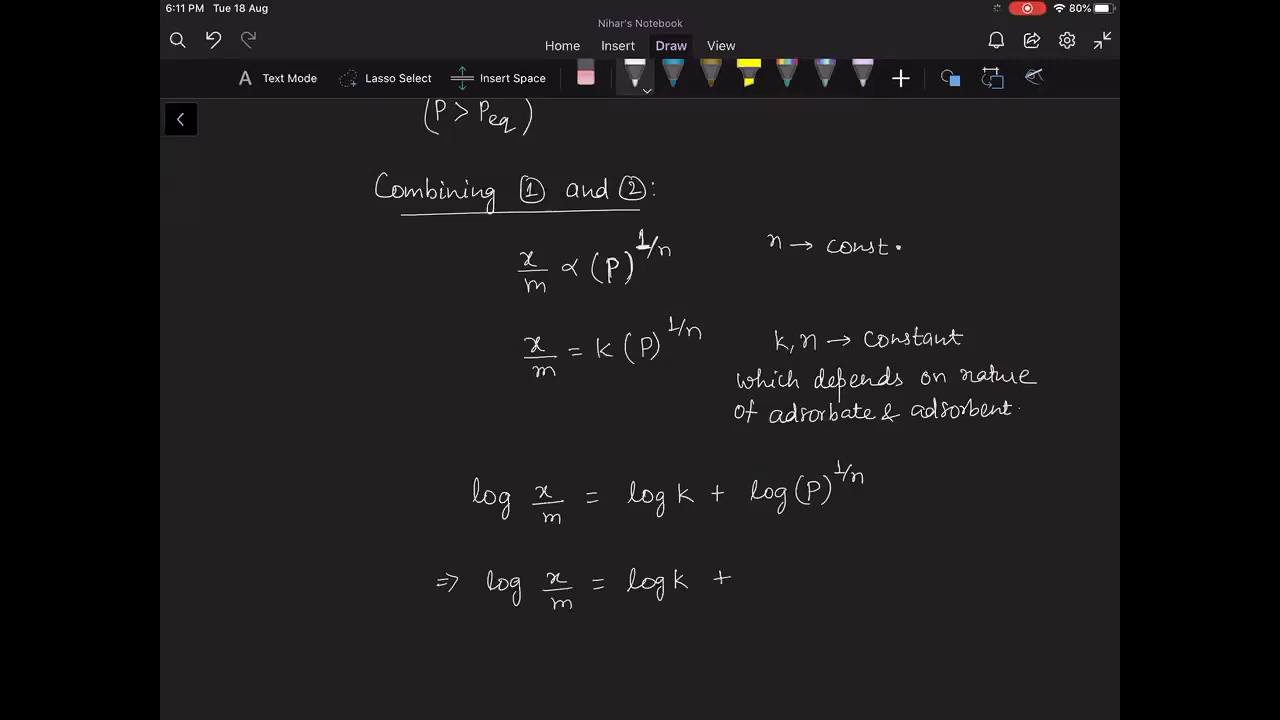 6:11 PM Tue 18 Aug
80%
Nihar's Notebook
Home Insert Draw View
A Text Mode Lasso Select Insert Space
(P > Peq)
Combining ① and ②:
x/m ∝ (P)^1/n
n → const.
x/m = k (P)^1/n
k, n → constant
which depends on nature
of adsorbate & adsorbent.
log x/m = log k + log (P)^1/n
⇒ log x/m = log k +